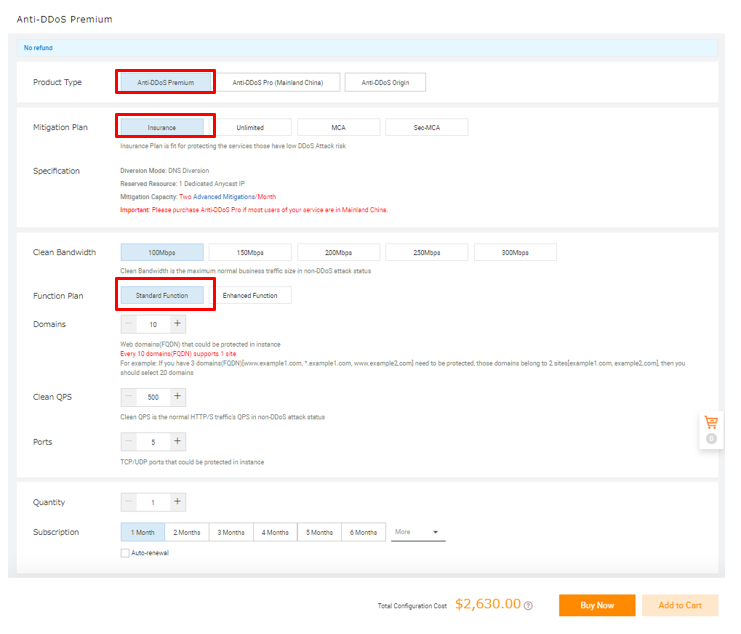 Anti-DDoS Premium
No refund
Product Type
Anti-DDoS Premium
Anti-DDoS Pro (Mainland China)
Anti-DDoS Origin
Mitigation Plan
Insurance
Unlimited
MCA
Sec-MCA
Insurance Plan is fit for protecting the services those have low DDoS Attack risk
Specification
Diversion Mode: DNS Diversion
Reserved Resource: 1 Dedicated Anycast IP
Mitigation Capacity: Two Advanced Mitigations/Month
Important: Please purchase Anti-DDoS Pro if most users of your service are in Mainland China.
Clean Bandwidth
100Mbps
150Mbps
200Mbps
250Mbps
300Mbps
Clean Bandwidth is the maximum normal business traffic size in non-DDoS attack status
Function Plan
Standard Function
Enhanced Function
Domains
10
Web domains(FQDN) that could be protected in instance
Every 10 domains(FQDN) supports 1 site
For example: If you have 3 domains(FQDN)[www.example1.com, *.example1.com, www.example2.com] need to be protected, those domains belong to 2 sites[example1.com, example2.com], then you
should select 20 domains
Clean QPS
500
Clean QPS is the normal HTTP/S traffic's QPS in non-DDoS attack status
Ports
5
TCP/UDP ports that could be protected in instance
0
Quantity
1
Subscription
1 Month
2 Months
3 Months
4 Months
5 Months
6 Months
More
Auto-renewal
Total Configuration Cost
$2,630.00
Buy Now
Add to Cart